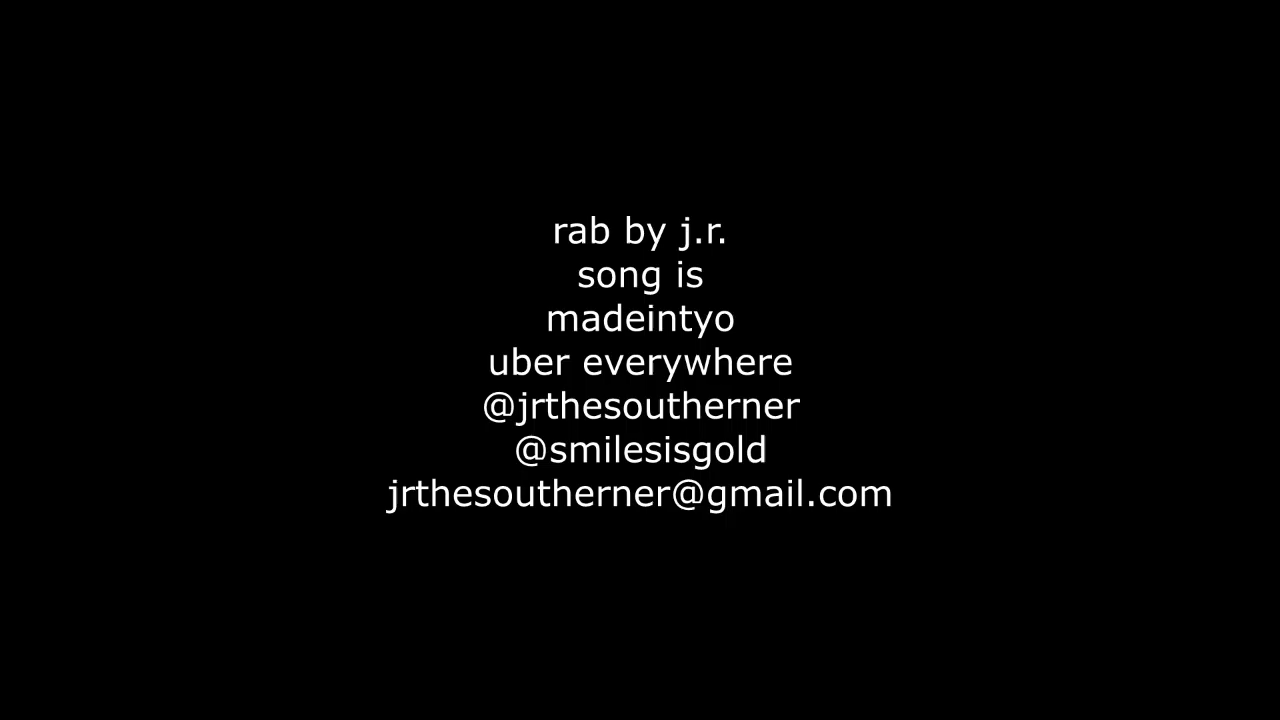 rab by j.r.
song is
madeintyo
uber everywhere
@jrthesoutherner
@smilesisgold
jrthesoutherner@gmail.com